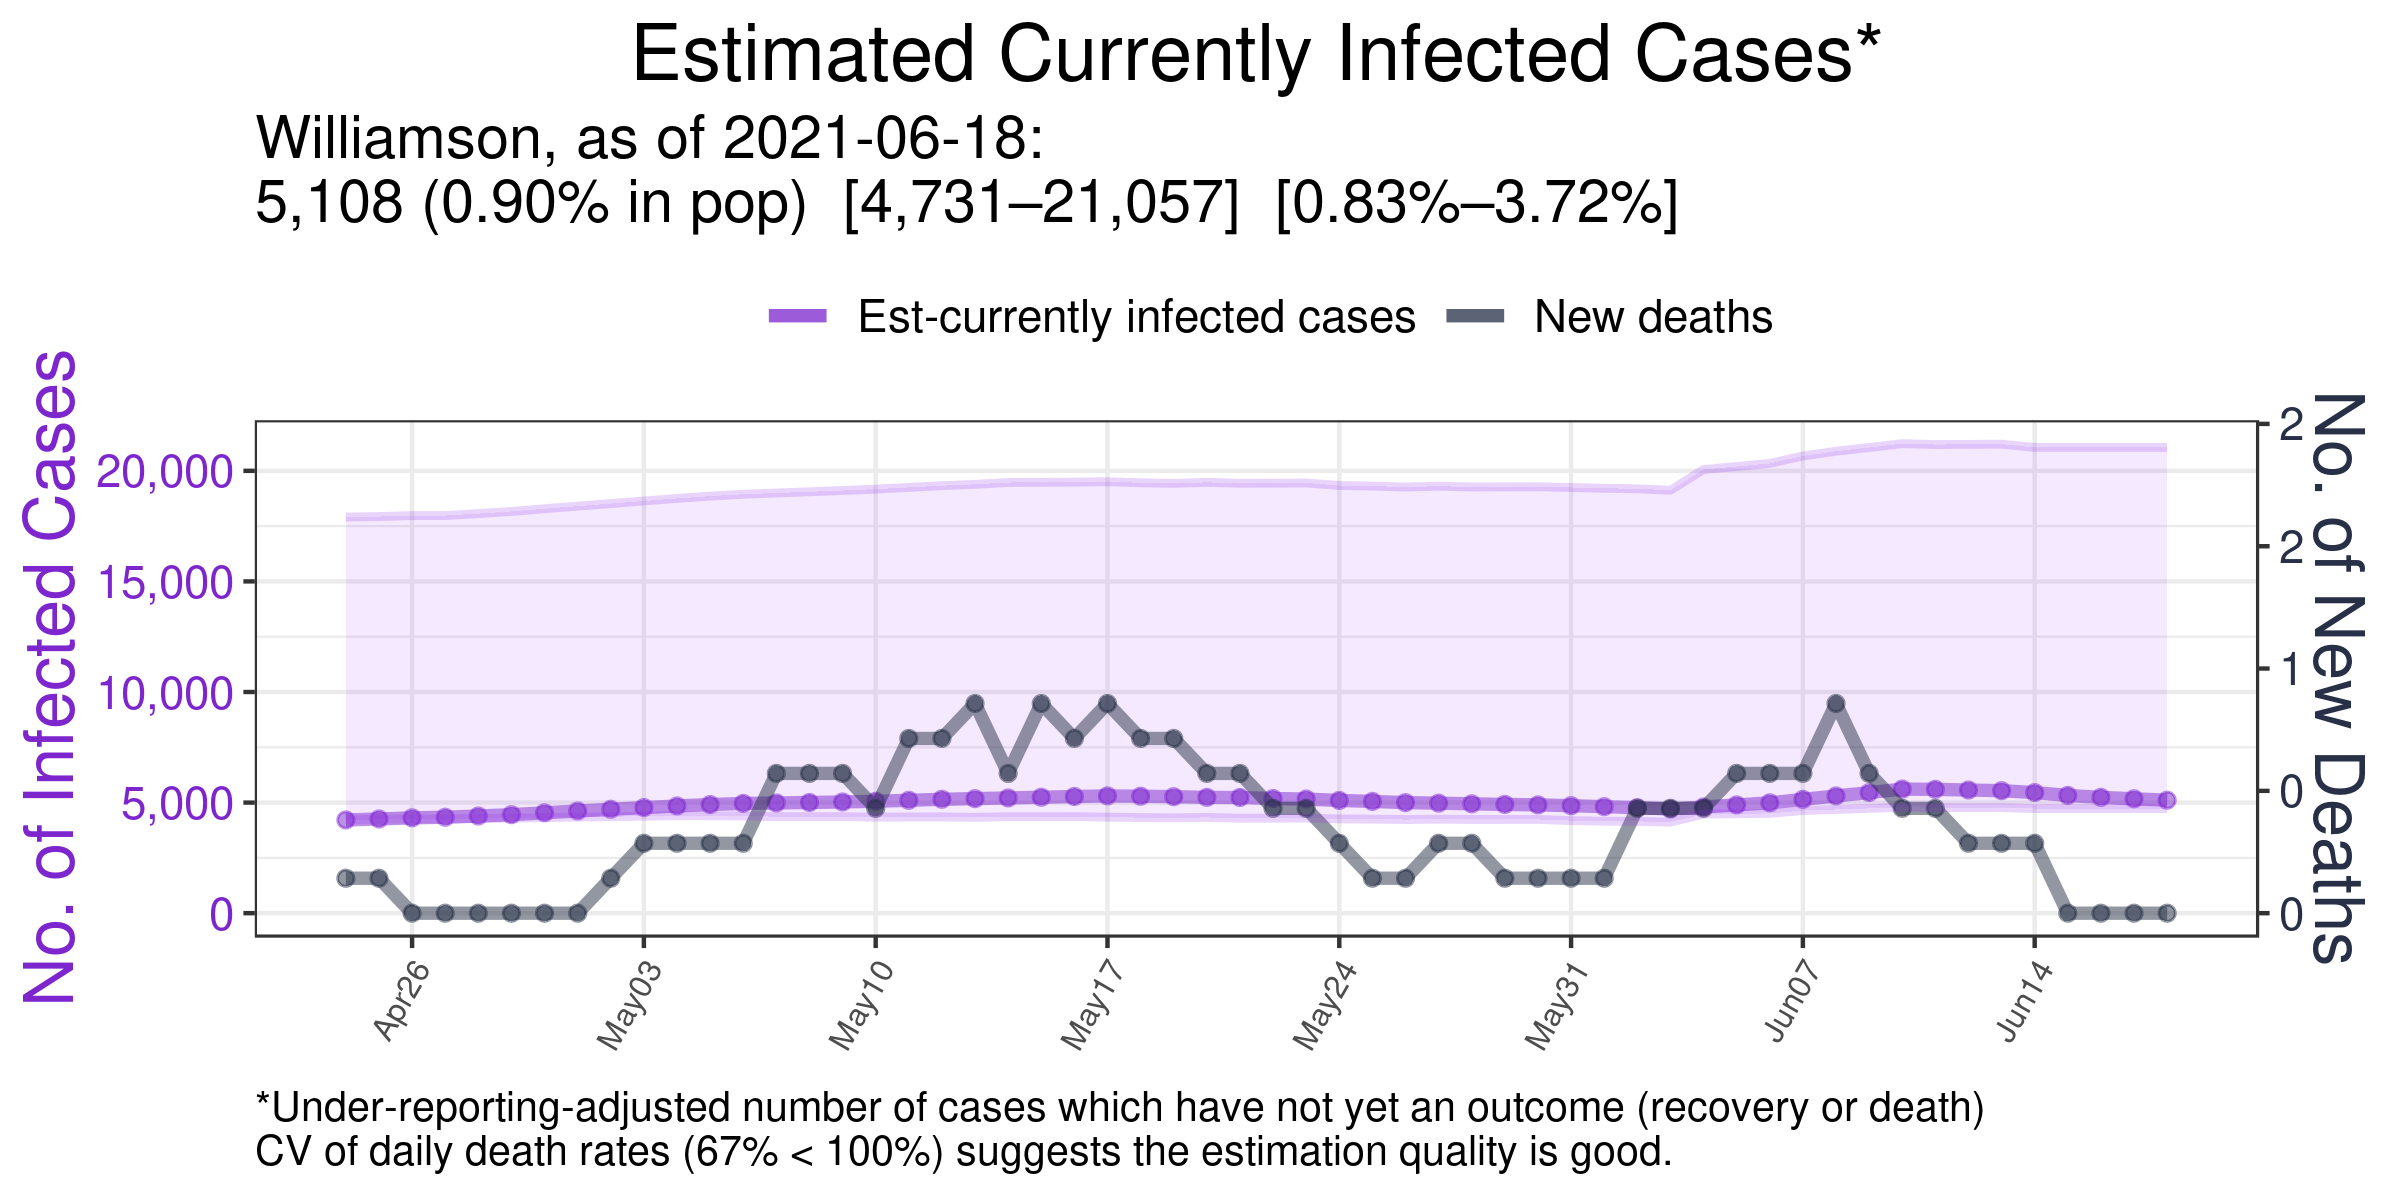 Estimated Currently Infected Cases*
Williamson, as of 2021-06-18:
5,108 (0.90% in pop)  [4,731–21,057]  [0.83%–3.72%]
Est-currently infected cases
New deaths
No. of Infected Cases
20,000
15,000
10,000
5,000
0
2
2
1
0
0
No. of New Deaths
Apr26
May03
May10
May17
May24
May31
Jun07
Jun14
*Under-reporting-adjusted number of cases which have not yet an outcome (recovery or death)
CV of daily death rates (67% < 100%) suggests the estimation quality is good.